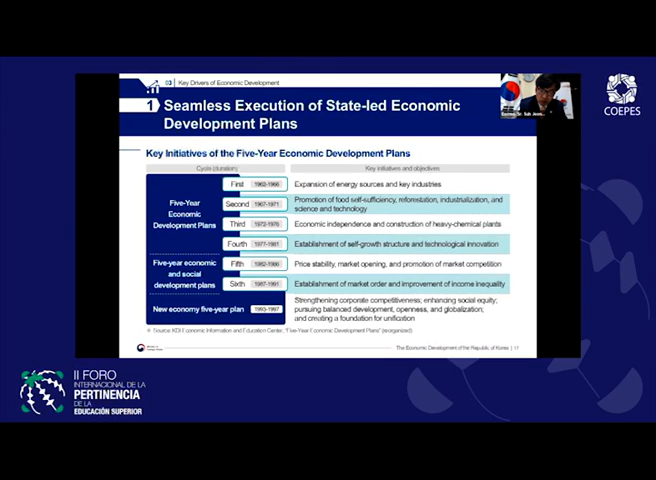 03 | Key Drivers of Economic Development
1 Seamless Execution of State-led Economic
Development Plans
COEPES
Key Initiatives of the Five-Year Economic Development Plans
Cycle (duration) Key initiatives and objectives
Five-Year
Economic
Development Plans
First 1962-1966 Expansion of energy sources and key industries
Second 1967-1971 Promotion of food self-sufficiency, reforestation, industrialization, and
science and technology
Third 1972-1976 Economic independence and construction of heavy-chemical plants
Fourth 1977-1981 Establishment of self-growth structure and technological innovation
Five-year economic
and social
development plans
Fifth 1982-1986 Price stability, market opening, and promotion of market competition
Sixth 1987-1991 Establishment of market order and improvement of income inequality
New economy five-year plan 1993-1997 Strengthening corporate competitiveness; enhancing social equity;
pursuing balanced development, openness, and globalization;
and creating a foundation for unification
※ Source: KDI Economic Information and Education Center, "Five-Year Economic Development Plans" (reorganized)
The Economic Development of the Republic of Korea | 17
II FORO
INTERNACIONAL DE LA
PERTINENCIA
DE LA
EDUCACIÓN SUPERIOR